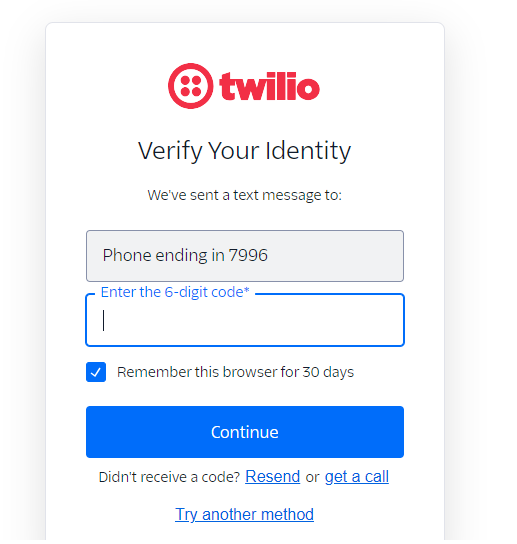 twilio
Verify Your Identity
We've sent a text message to:
Phone ending in 7996
Enter the 6-digit code*
Remember this browser for 30 days
Continue
Didn't receive a code? Resend or get a call
Try another method